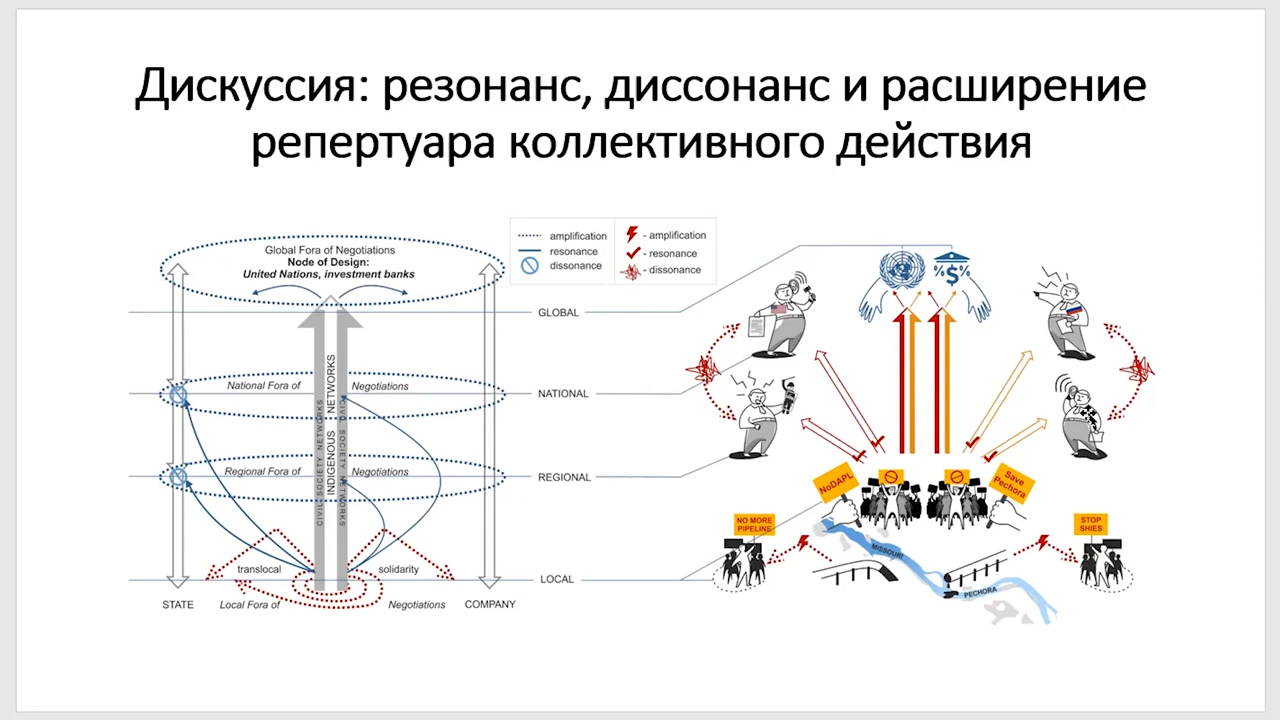 Дискуссия: резонанс, диссонанс и расширение
репертуара коллективного действия
Global Fora of Negotiations
Node of Design:
United Nations, investment banks
amplification
resonance
dissonance
- amplification
- resonance
- dissonance
GLOBAL
National Fora of
Negotiations
NATIONAL
Regional Fora of
Negotiations
REGIONAL
CIVIL SOCIETY NETWORKS
INDIGENOUS NETWORKS
CIVIL SOCIETY NETWORKS
translocal
solidarity
LOCAL
STATE
Local Fora of
Negotiations
COMPANY
%$%
NoDAPL
Save
Pechora
NO MORE
PIPELINE
STOP
SHIES
MISSOURI
PECHORA